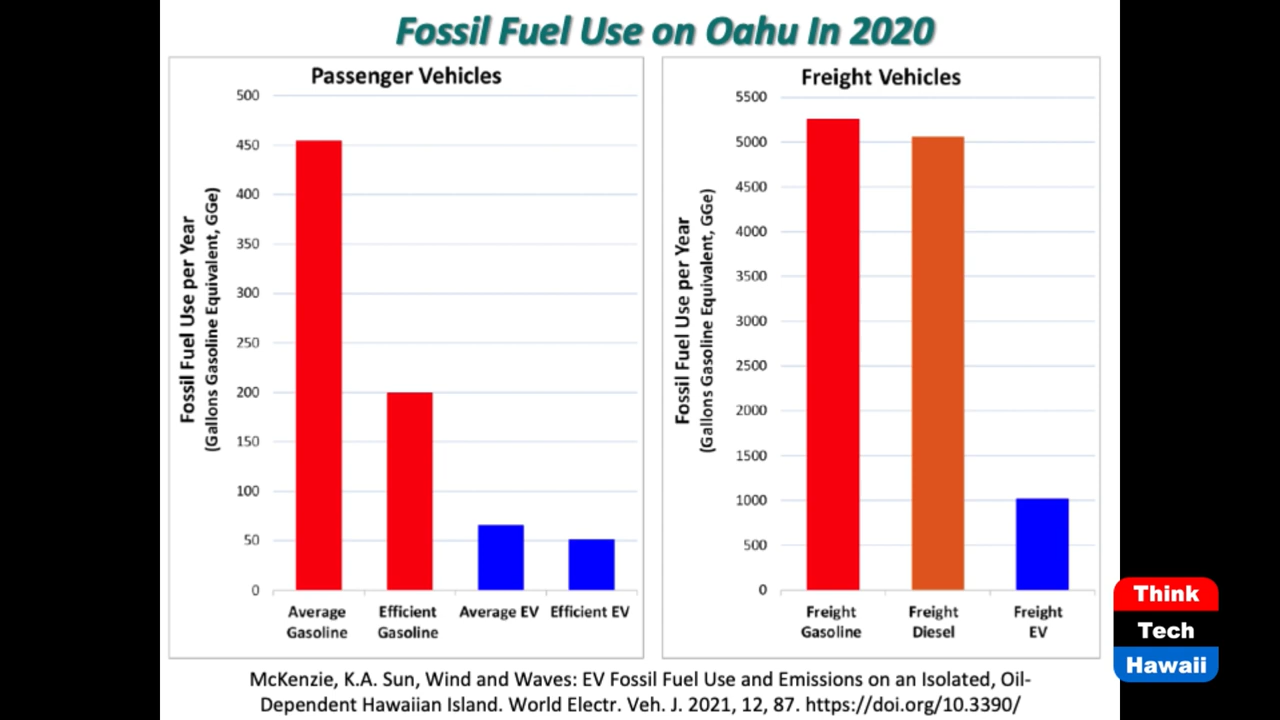 Fossil Fuel Use on Oahu In 2020
Passenger Vehicles
500
450
400
350
300
250
200
150
100
50
0
Fossil Fuel Use per Year
(Gallons Gasoline Equivalent, GGe)
Average
Gasoline
Efficient
Gasoline
Average EV
Efficient EV
Freight Vehicles
5500
5000
4500
4000
3500
3000
2500
2000
1500
1000
500
0
Fossil Fuel Use per Year
(Gallons Gasoline Equivalent, GGe)
Freight
Gasoline
Freight
Diesel
Freight
EV
McKenzie, K.A. Sun, Wind and Waves: EV Fossil Fuel Use and Emissions on an Isolated, Oil-
Dependent Hawaiian Island. World Electr. Veh. J. 2021, 12, 87. https://doi.org/10.3390/
Think
Tech
Hawaii